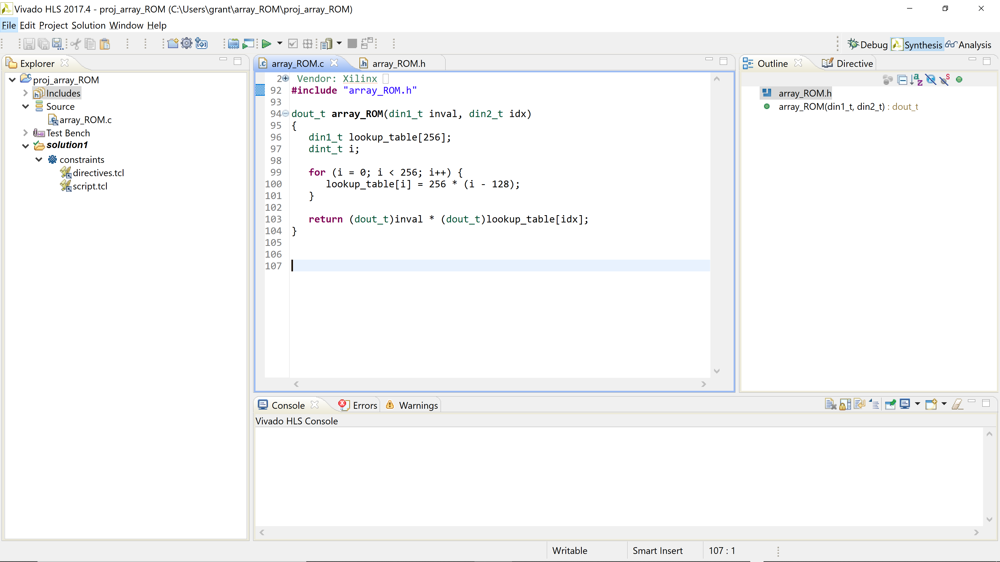 Vivado HLS 2017.4 - proj_array_ROM (C:\Users\grant\array_ROM\proj_array_ROM)
File Edit Project Solution Window Help
Debug Synthesis Analysis
Explorer
proj_array_ROM
Includes
Source
array_ROM.c
Test Bench
solution1
constraints
directives.tcl
script.tcl
array_ROM.c array_ROM.h
2 Vendor: Xilinx
92 #include "array_ROM.h"
93
94 dout_t array_ROM(din1_t inval, din2_t idx)
95 {
96 din1_t lookup_table[256];
97 dint_t i;
98
99 for (i = 0; i < 256; i++) {
100 lookup_table[i] = 256 * (i - 128);
101 }
102
103 return (dout_t)inval * (dout_t)lookup_table[idx];
104 }
105
106
107
Outline Directive
array_ROM.h
array_ROM(din1_t, din2_t) : dout_t
Console Errors Warnings
Vivado HLS Console
Writable Smart Insert 107 : 1